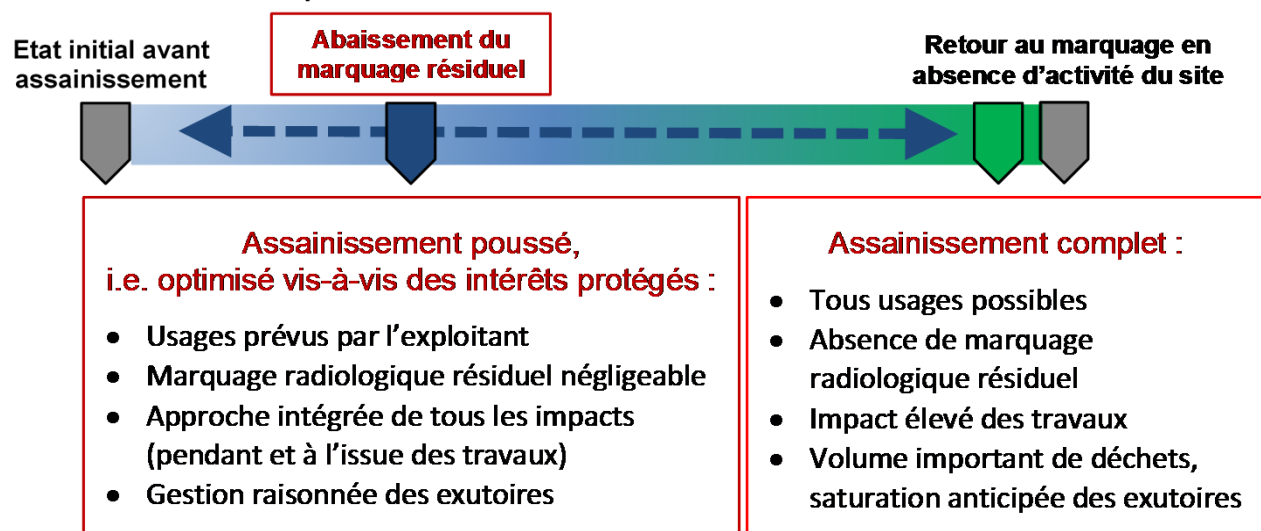 Etat initial avant
assainissement
Abaissement du
marquage résiduel
Retour au marquage en
absence d'activité du site
Assainissement poussé,
i.e. optimisé vis-à-vis des intérêts protégés :
• Usages prévus par l'exploitant
• Marquage radiologique résiduel négligeable
• Approche intégrée de tous les impacts
(pendant et à l'issue des travaux)
• Gestion raisonnée des exutoires
Assainissement complet :
• Tous usages possibles
• Absence de marquage
radiologique résiduel
• Impact élevé des travaux
• Volume important de déchets,
saturation anticipée des exutoires